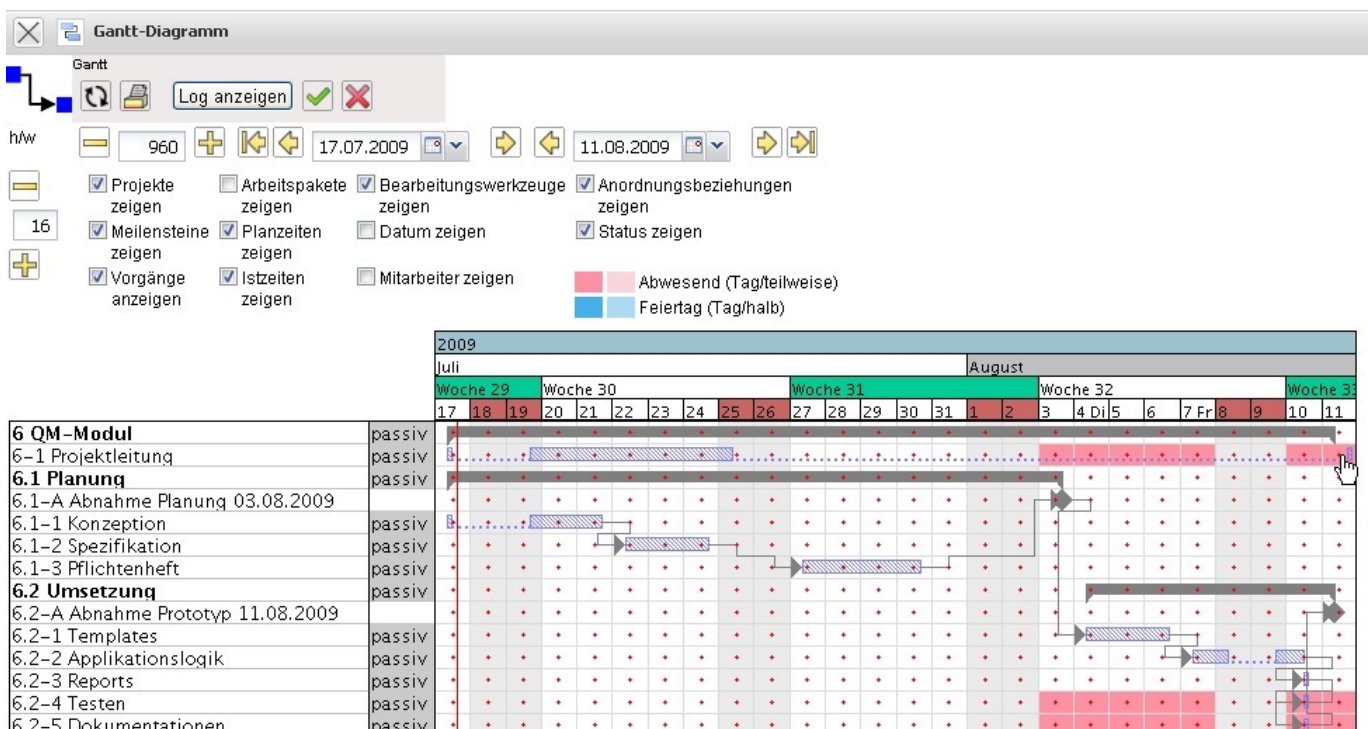 Gantt-Diagramm
Gantt
Log anzeigen
h/w
960 17.07.2009 11.08.2009
Projekte zeigen Arbeitspakete zeigen Bearbeitungswerkzeuge zeigen Anordnungsbeziehungen zeigen
16
Meilensteine zeigen Planzeiten zeigen Datum zeigen Status zeigen
Vorgänge anzeigen Istzeiten zeigen Mitarbeiter zeigen
Abwesend (Tag/teilweise)
Feiertag (Tag/halb)
2009
Juli August
Woche 29 Woche 30 Woche 31 Woche 32 Woche 33
17 18 19 20 21 22 23 24 25 26 27 28 29 30 31 1 2 3 4 Di 5 6 7 Fr 8 9 10 11
6 QM-Modul passiv
6-1 Projektleitung passiv
6.1 Planung passiv
6.1-A Abnahme Planung 03.08.2009
6.1-1 Konzeption passiv
6.1-2 Spezifikation passiv
6.1-3 Pflichtenheft passiv
6.2 Umsetzung passiv
6.2-A Abnahme Prototyp 11.08.2009
6.2-1 Templates passiv
6.2-2 Applikationslogik passiv
6.2-3 Reports passiv
6.2-4 Testen passiv
6.2-5 Dokumentationen passiv